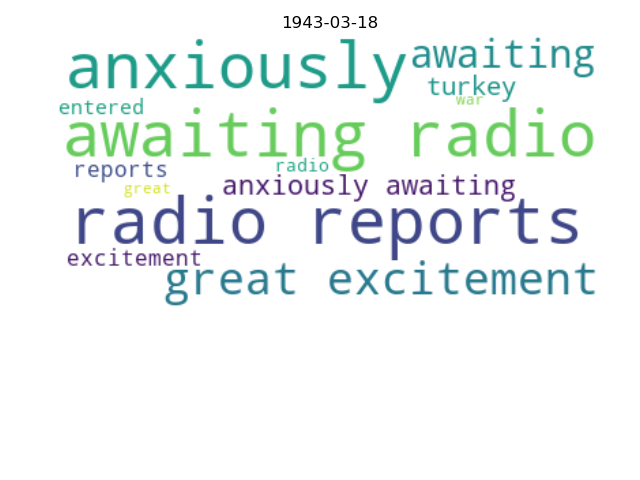 1943-03-18
anxiously awaiting
turkey
entered war
awaiting radio
reports radio
great anxiously awaiting
radio reports
excitement
great excitement